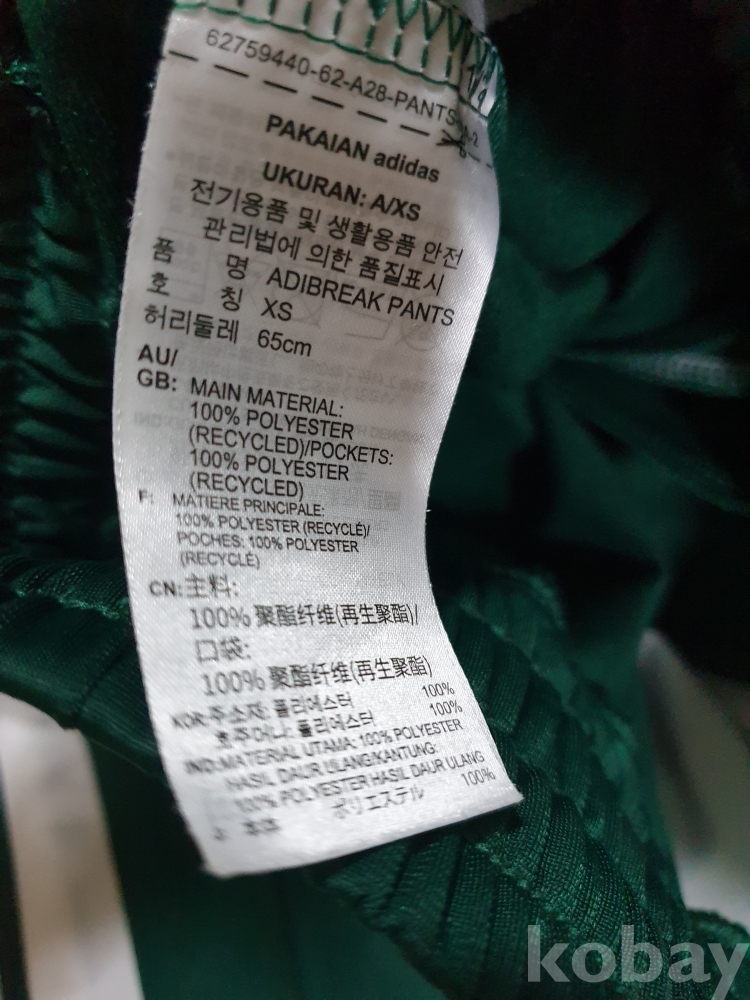 62759440-62-A28-PANTS
1/4
PAKAIAN adidas
UKURAN: A/XS
전기용품 및 생활용품 안전
관리법에 의한 품질표시
품 명 ADIBREAK PANTS
호 칭 XS
허리둘레 65cm
AU/
GB: MAIN MATERIAL:
100% POLYESTER
(RECYCLED)/POCKETS:
100% POLYESTER
(RECYCLED)
F: MATIERE PRINCIPALE:
100% POLYESTER (RECYCLÉ)/
POCHES: 100% POLYESTER
(RECYCLÉ)
CN: 主料:
100% 聚酯纤维(再生聚酯)/
口袋:
100% 聚酯纤维(再生聚酯)
KOR: 주소재: 폴리에스터 100%
호주머니: 폴리에스터 100%
IND: MATERIAL UTAMA: 100% POLYESTER
HASIL DAUR ULANG/KANTUNG:
100% POLYESTER HASIL DAUR ULANG
J: 本体 ポリエステル 100%
kobay